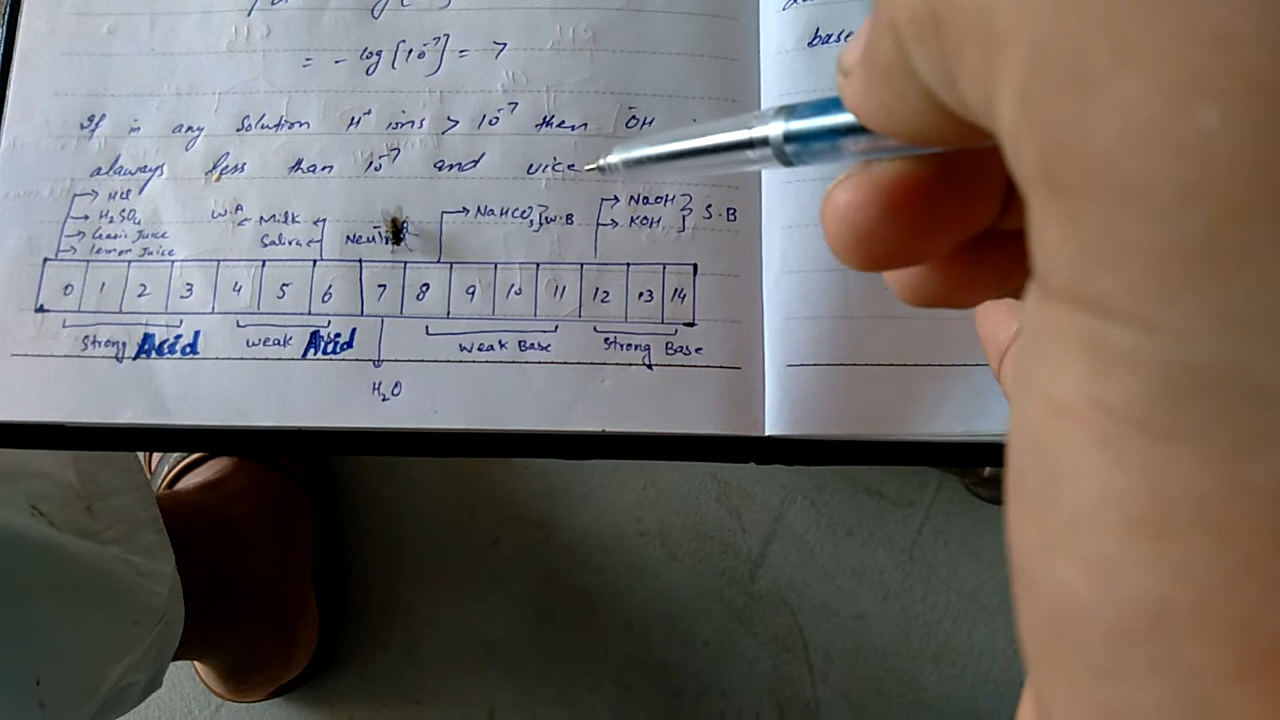 = - log [10⁻⁷] = 7
base
If in any Solution H⁺ ions > 10⁻⁷ then ŌH
alaways less than 10⁻⁷ and vice
HCl
H₂SO₄
Juice
lemon Juice
W.A Milk
Saliva
NaHCO₃} W.B
NaOH
KOH } S.B
0 1 2 3 4 5 6 7 8 9 10 11 12 13 14
Strong Acid weak Acid Weak Base Strong Base
H₂O